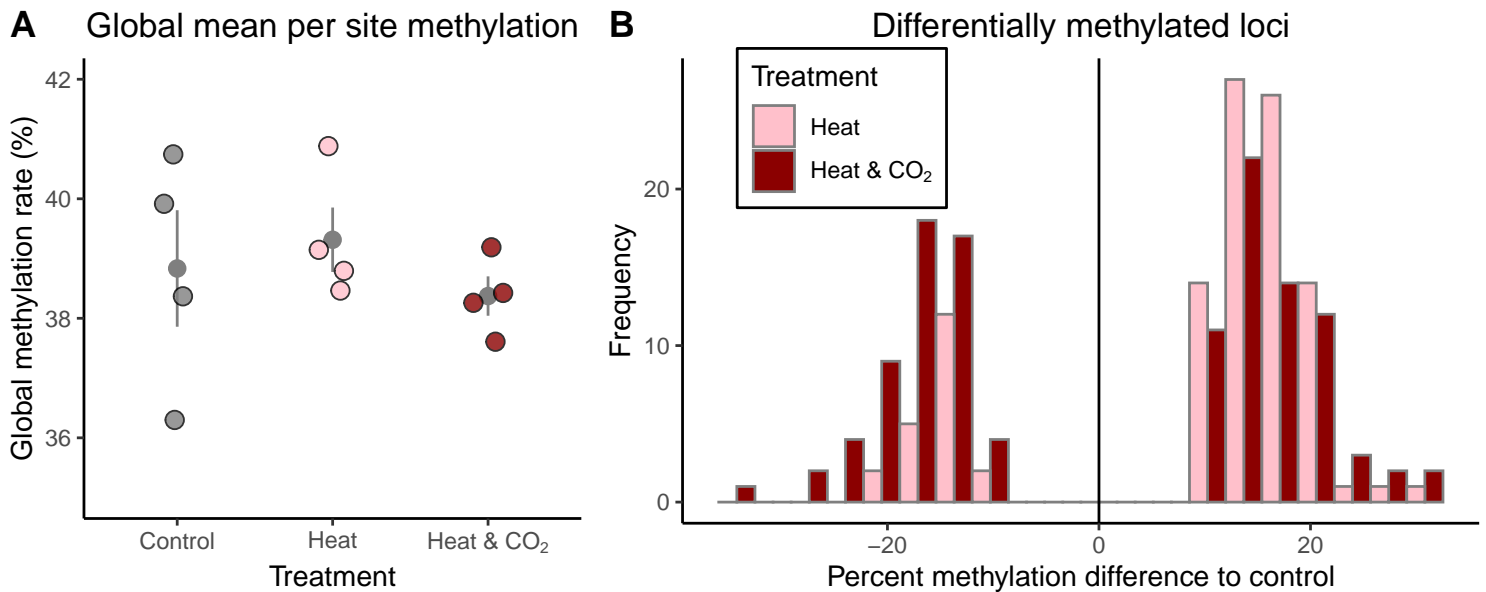 A Global mean per site methylation
Global methylation rate (%)
42
40
38
36
Control Heat Heat & CO₂
Treatment
B Differentially methylated loci
Treatment
Heat
Heat & CO₂
Frequency
20
10
0
−20 0 20
Percent methylation difference to control